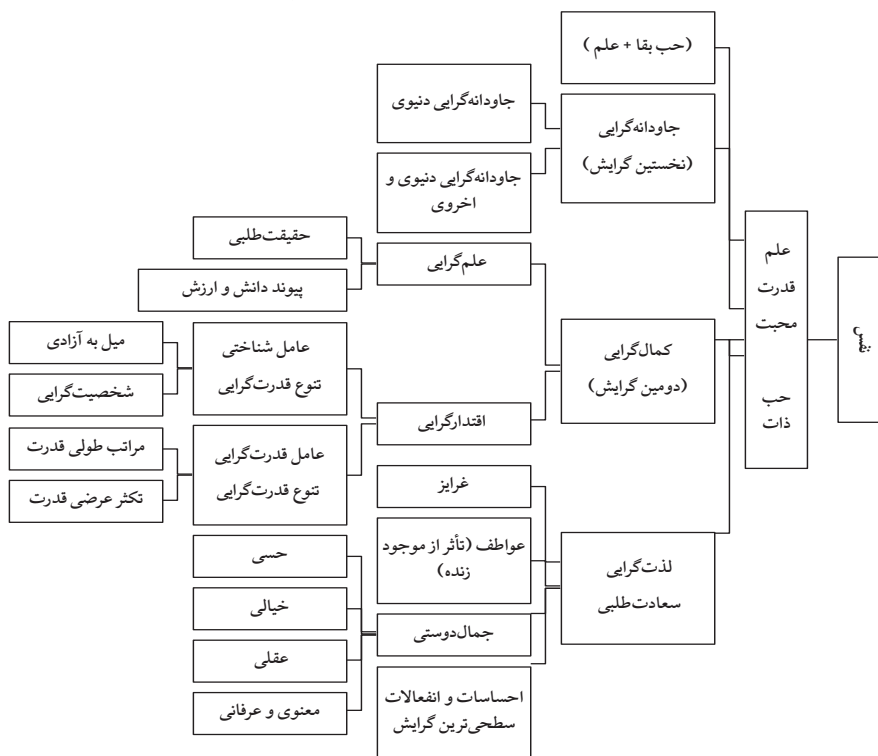 نفس
علم
قدرت
محبت
حب
ذات
(حب بقا + علم )
جاودانه‌گرایی
(نخستین گرایش)
جاودانه‌گرایی دنیوی
جاودانه‌گرایی دنیوی و
اخروی
کمال‌گرایی
(دومین گرایش)
علم‌گرایی
حقیقت‌طلبی
پیوند دانش و ارزش
اقتدارگرایی
عامل شناختی
تنوع قدرت‌گرایی
میل به آزادی
شخصیت‌گرایی
عامل قدرت‌گرایی
تنوع قدرت‌گرایی
مراتب طولی قدرت
تکثر عرضی قدرت
لذت‌گرایی
سعادت‌طلبی
غرایز
عواطف (تأثر از موجود
زنده)
جمال‌دوستی
حسی
خیالی
عقلی
معنوی و عرفانی
احساسات و انفعالات
سطحی‌ترین گرایش